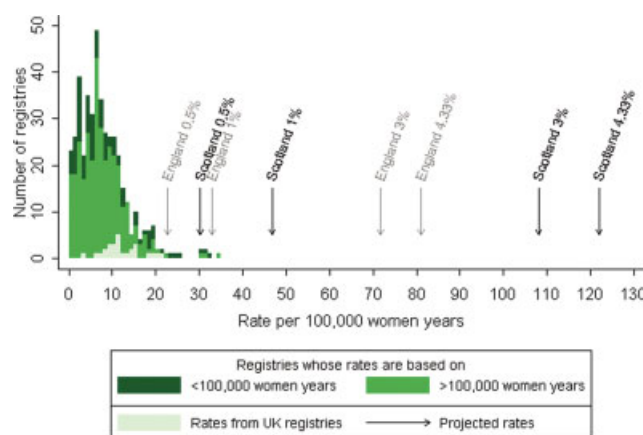 Number of registries
50
40
30
20
10
0
England 0.5%
Scotland 0.5%
England 1%
Scotland 1%
England 3%
England 4.33%
Scotland 3%
Scotland 4.33%
0 10 20 30 40 50 60 70 80 90 100 110 120 130
Rate per 100,000 women years
Registries whose rates are based on
<100,000 women years >100,000 women years
Rates from UK registries Projected rates